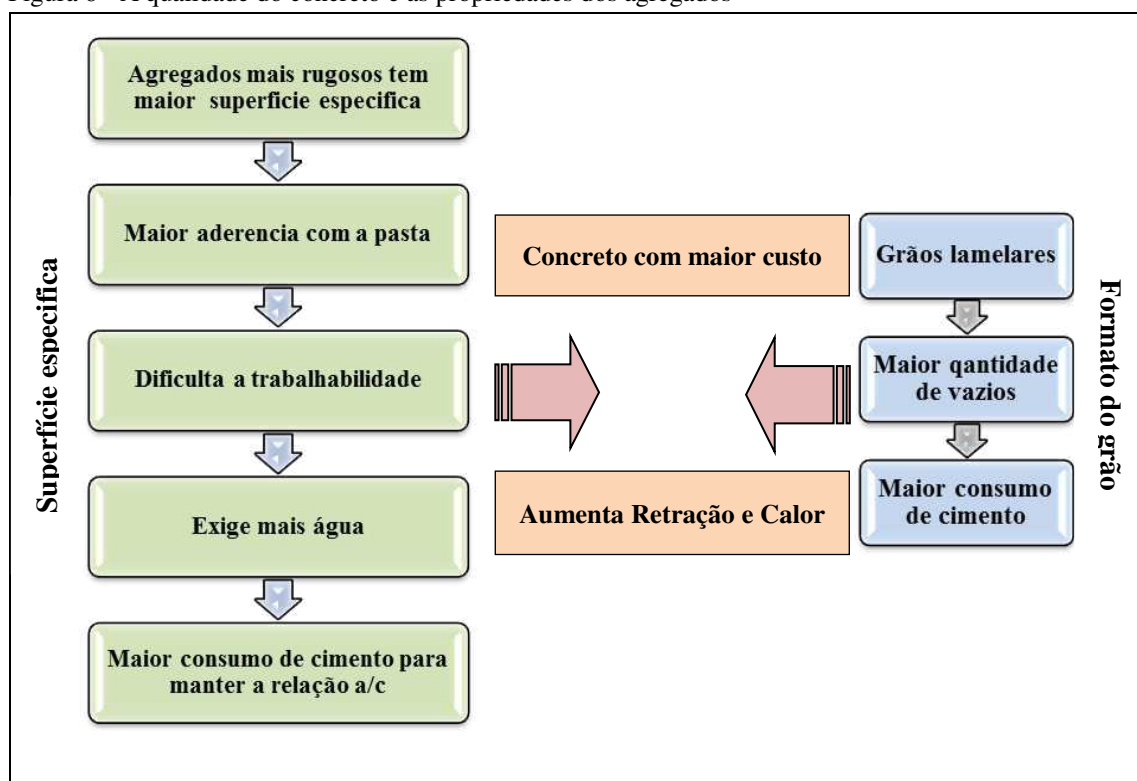 Figura 6 - A qualidade do concreto e as propriedades dos agregados
Superfície especifica
Agregados mais rugosos tem
maior superficie especifica
Maior aderencia com a pasta
Dificulta a trabalhabilidade
Exige mais água
Maior consumo de cimento para
manter a relação a/c
Concreto com maior custo
Aumenta Retração e Calor
Grãos lamelares
Maior qantidade
de vazios
Maior consumo
de cimento
Formato do grão